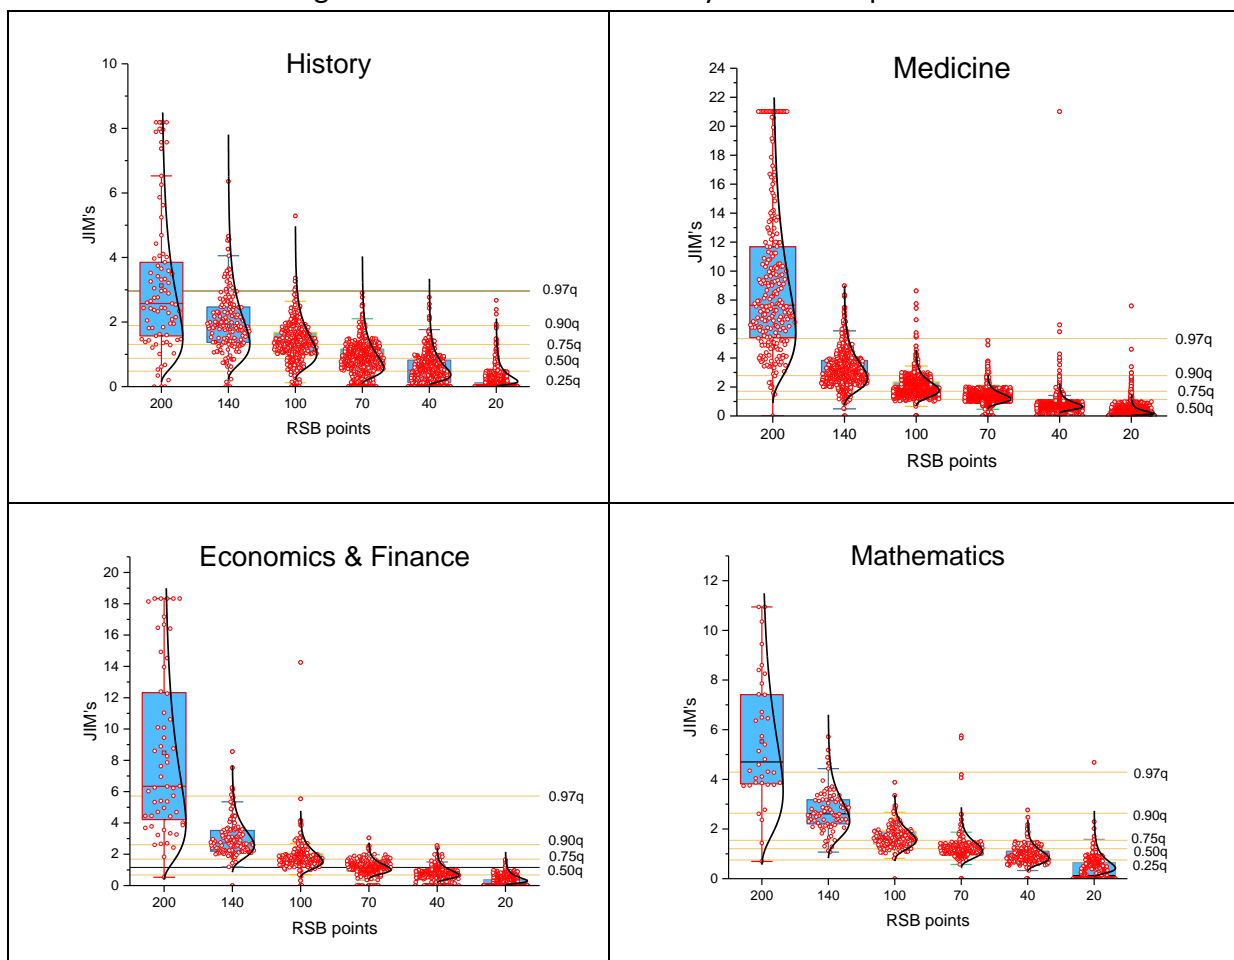 History
10
8
6
4
2
0
JIM's
0.97q
0.90q
0.75q
0.50q
0.25q
200 140 100 70 40 20
RSB points
Medicine
24
22
20
18
16
14
12
10
8
6
4
2
0
JIM's
0.97q
0.90q
0.75q
0.50q
200 140 100 70 40 20
RSB points
Economics & Finance
20
18
16
14
12
10
8
6
4
2
0
JIM's
0.97q
0.90q
0.75q
0.50q
200 140 100 70 40 20
RSB points
Mathematics
12
10
8
6
4
2
0
JIM's
0.97q
0.90q
0.75q
0.50q
0.25q
200 140 100 70 40 20
RSB points